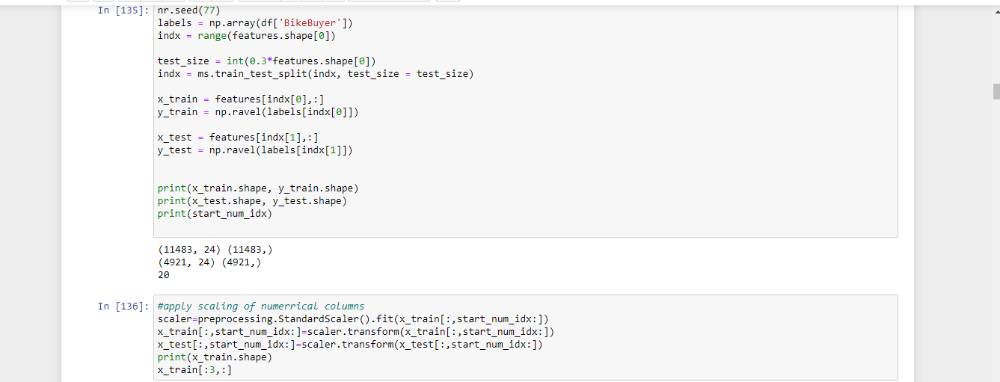 In [135]: nr.seed(77)
labels = np.array(df['BikeBuyer'])
indx = range(features.shape[0])
test_size = int(0.3*features.shape[0])
indx = ms.train_test_split(indx, test_size = test_size)
x_train = features[indx[0],:]
y_train = np.ravel(labels[indx[0]])
x_test = features[indx[1],:]
y_test = np.ravel(labels[indx[1]])
print(x_train.shape, y_train.shape)
print(x_test.shape, y_test.shape)
print(start_num_idx)
(11483, 24) (11483,)
(4921, 24) (4921,)
20
In [136]: #apply scaling of numerrical columns
scaler=preprocessing.StandardScaler().fit(x_train[:,start_num_idx:])
x_train[:,start_num_idx:]=scaler.transform(x_train[:,start_num_idx:])
x_test[:,start_num_idx:]=scaler.transform(x_test[:,start_num_idx:])
print(x_train.shape)
x_train[:3,:]